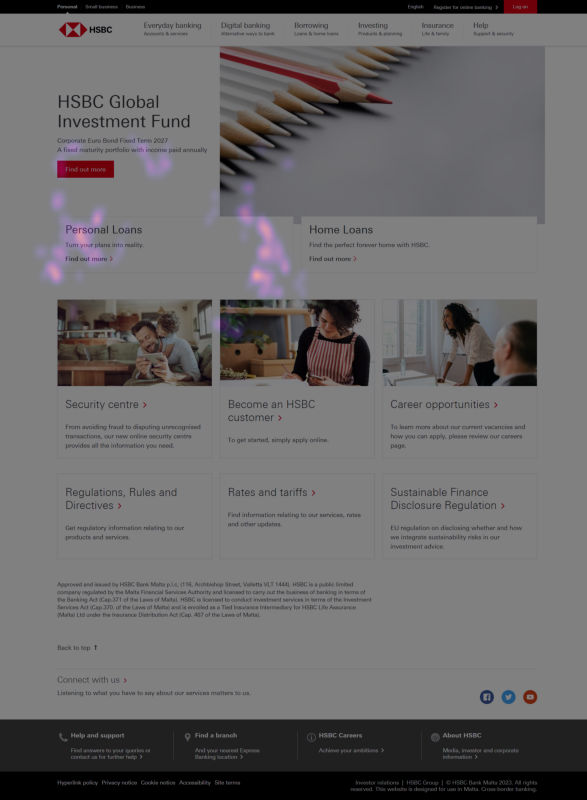 Personal Small business Business
English Register for online banking Log on
HSBC
Everyday banking Digital banking Borrowing Investing Insurance Help
Accounts & services Alternative ways to bank Loans & home loans Products & planning Life & family Support & security
HSBC Global
Investment Fund
Corporate Euro Bond Fixed Term 2027
A fixed maturity portfolio with income paid annually
Find out more
Personal Loans
Turn your plans into reality.
Find out more
Home Loans
Find the perfect forever home with HSBC.
Find out more
Security centre
From avoiding fraud to disputing unrecognised
transactions, our new online security centre
provides all the information you need.
Become an HSBC
customer
To get started, simply apply online.
Career opportunities
To learn more about our current vacancies and
how you can apply, please review our careers
page.
Regulations, Rules and
Directives
Get regulatory information relating to our
products and services.
Rates and tariffs
Find information relating to our services, rates
and other updates.
Sustainable Finance
Disclosure Regulation
EU regulation on disclosing whether and how
we integrate sustainability risks in our
investment advice.
Approved and issued by HSBC Bank Malta p.l.c. (116, Archbishop Street, Valletta VLT 1444). HSBC is a public limited
company regulated by the Malta Financial Services Authority and licensed to carry out the business of banking in terms of
the Banking Act (Cap.371 of the Laws of Malta). HSBC is licensed to conduct investment services in terms of the Investment
Services Act (Cap.370. of the Laws of Malta) and is enrolled as a Tied Insurance Intermediary for HSBC Life Assurance
(Malta) Ltd under the Insurance Distribution Act (Cap. 487 of the Laws of Malta).
Back to top
Connect with us
Listening to what you have to say about our services matters to us.
Help and support
Find answers to your queries or
contact us for further help
Find a branch
And your nearest Express
Banking location
HSBC Careers
Achieve your ambitions
About HSBC
Media, investor and corporate
information
Hyperlink policy Privacy notice Cookie notice Accessibility Site terms
Investor relations | HSBC Group | © HSBC Bank Malta 2023. All rights
reserved. This website is designed for use in Malta. Cross-border banking.